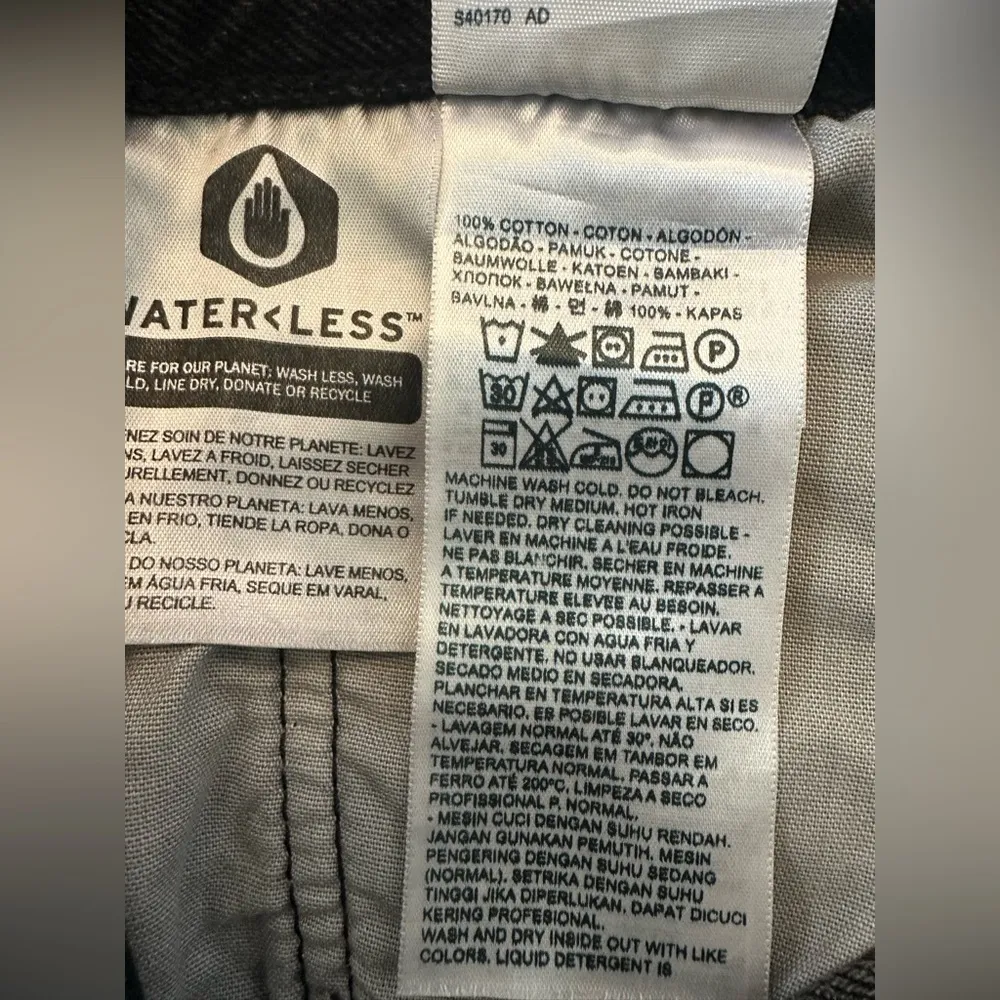 S40170 AD
WATER<LESS™
RE FOR OUR PLANET: WASH LESS, WASH
LD, LINE DRY, DONATE OR RECYCLE
NEZ SOIN DE NOTRE PLANETE: LAVEZ
NS, LAVEZ A FROID, LAISSEZ SECHER
URELLEMENT, DONNEZ OU RECYCLEZ
A NUESTRO PLANETA: LAVA MENOS,
EN FRIO, TIENDE LA ROPA, DONA O
CLA.
DO NOSSO PLANETA: LAVE MENOS,
EM ÁGUA FRIA, SEQUE EM VARAL,
U RECICLE.
100% COTTON - COTON - ALGODÓN -
ALGODÃO - PAMUK - COTONE -
BAUMWOLLE - KATOEN - BAMBAKI -
ХЛОПОК - BAWEŁNA - PAMUT -
BAVLNA - 棉 - 면 - 綿 100% - KAPAS
P
30 P ®
30
MACHINE WASH COLD. DO NOT BLEACH.
TUMBLE DRY MEDIUM. HOT IRON
IF NEEDED. DRY CLEANING POSSIBLE -
LAVER EN MACHINE A L'EAU FROIDE.
NE PAS BLANCHIR. SECHER EN MACHINE
A TEMPERATURE MOYENNE. REPASSER A
TEMPERATURE ELEVEE AU BESOIN.
NETTOYAGE A SEC POSSIBLE. - LAVAR
EN LAVADORA CON AGUA FRIA Y
DETERGENTE. NO USAR BLANQUEADOR.
SECADO MEDIO EN SECADORA.
PLANCHAR EN TEMPERATURA ALTA SI ES
NECESARIO. ES POSIBLE LAVAR EN SECO.
- LAVAGEM NORMAL ATÉ 30º. NÃO
ALVEJAR. SECAGEM EM TAMBOR EM
TEMPERATURA NORMAL. PASSAR A
FERRO ATÉ 200ºC. LIMPEZA A SECO
PROFISSIONAL P. NORMAL.
- MESIN CUCI DENGAN SUHU RENDAH.
JANGAN GUNAKAN PEMUTIH. MESIN
PENGERING DENGAN SUHU SEDANG
(NORMAL). SETRIKA DENGAN SUHU
TINGGI JIKA DIPERLUKAN. DAPAT DICUCI
KERING PROFESIONAL.
WASH AND DRY INSIDE OUT WITH LIKE
COLORS. LIQUID DETERGENT IS